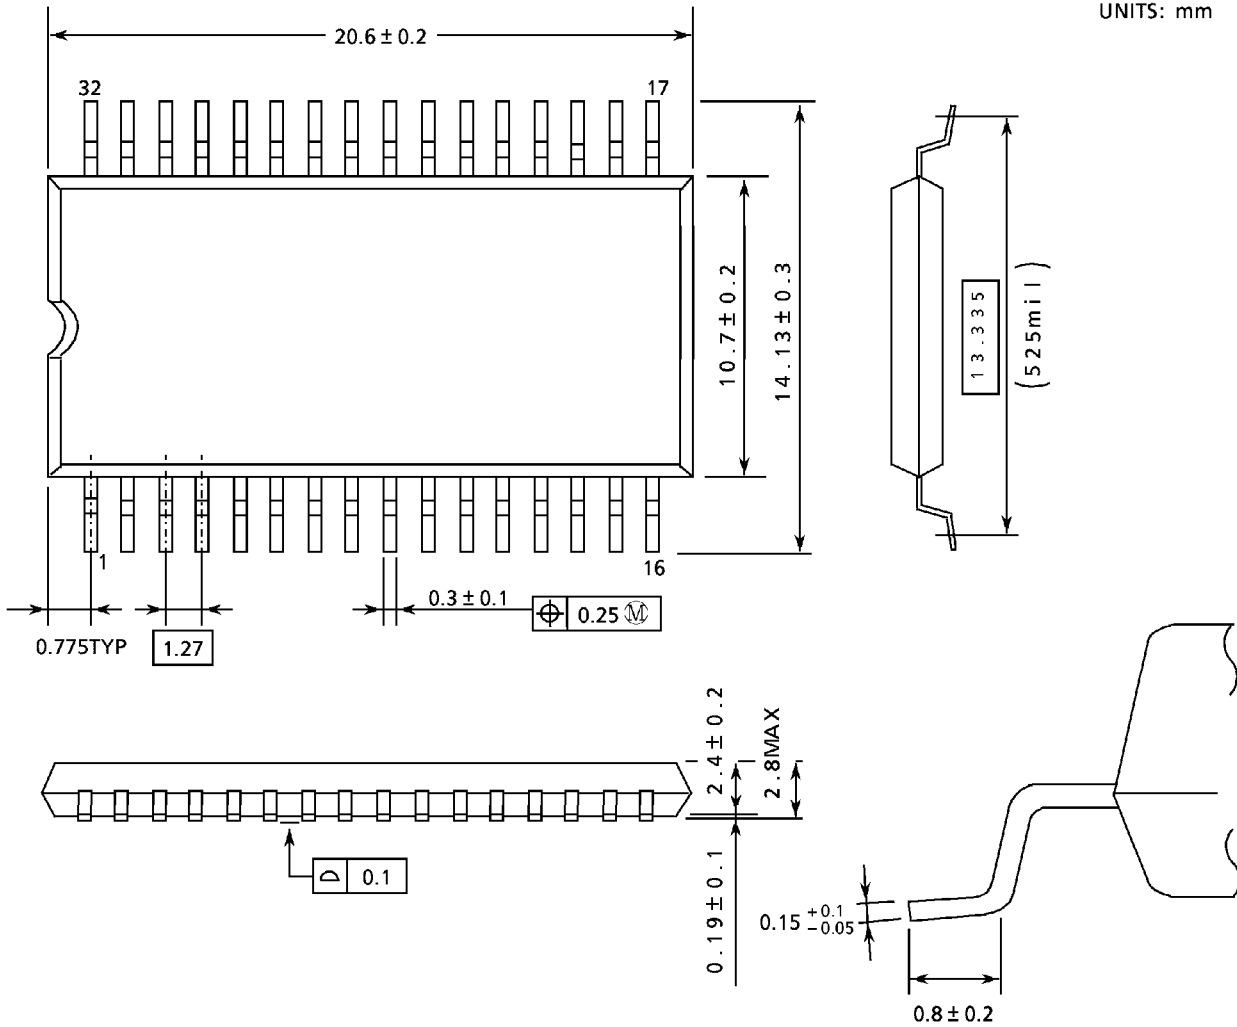 UNITS: mm
20.6 ± 0.2
32
17
10.7 ± 0.2
14.13 ± 0.3
13.335
(525mil)
1
16
0.775TYP
1.27
0.3 ± 0.1
⌖ 0.25 Ⓜ
2.4 ± 0.2
2.8MAX
0.19 ± 0.1
0.1
0.15 +0.1 −0.05
0.8 ± 0.2